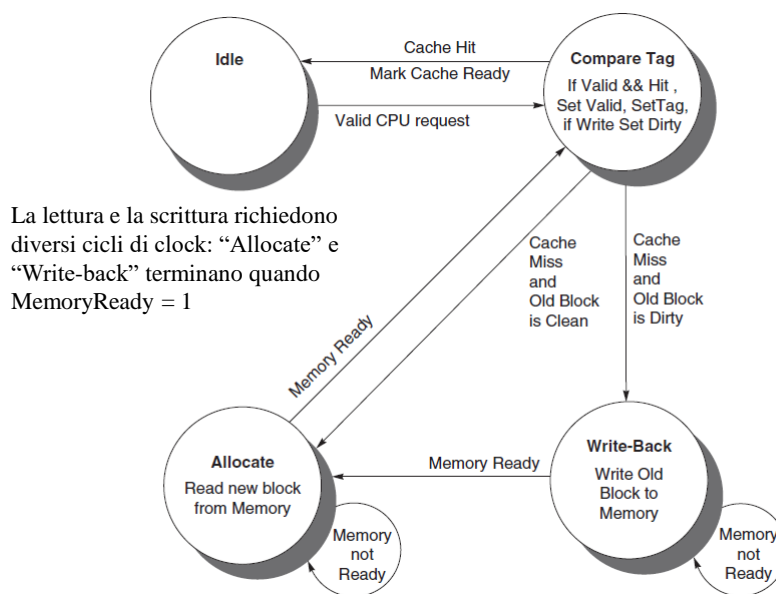 Idle
Cache Hit
Mark Cache Ready
Valid CPU request
Compare Tag
If Valid && Hit ,
Set Valid, SetTag,
if Write Set Dirty
La lettura e la scrittura richiedono
diversi cicli di clock: “Allocate” e
“Write-back” terminano quando
MemoryReady = 1
Cache
Miss
and
Old Block
is Clean
Cache
Miss
and
Old Block
is Dirty
Memory Ready
Allocate
Read new block
from Memory
Memory
not
Ready
Memory Ready
Write-Back
Write Old
Block to
Memory
Memory
not
Ready